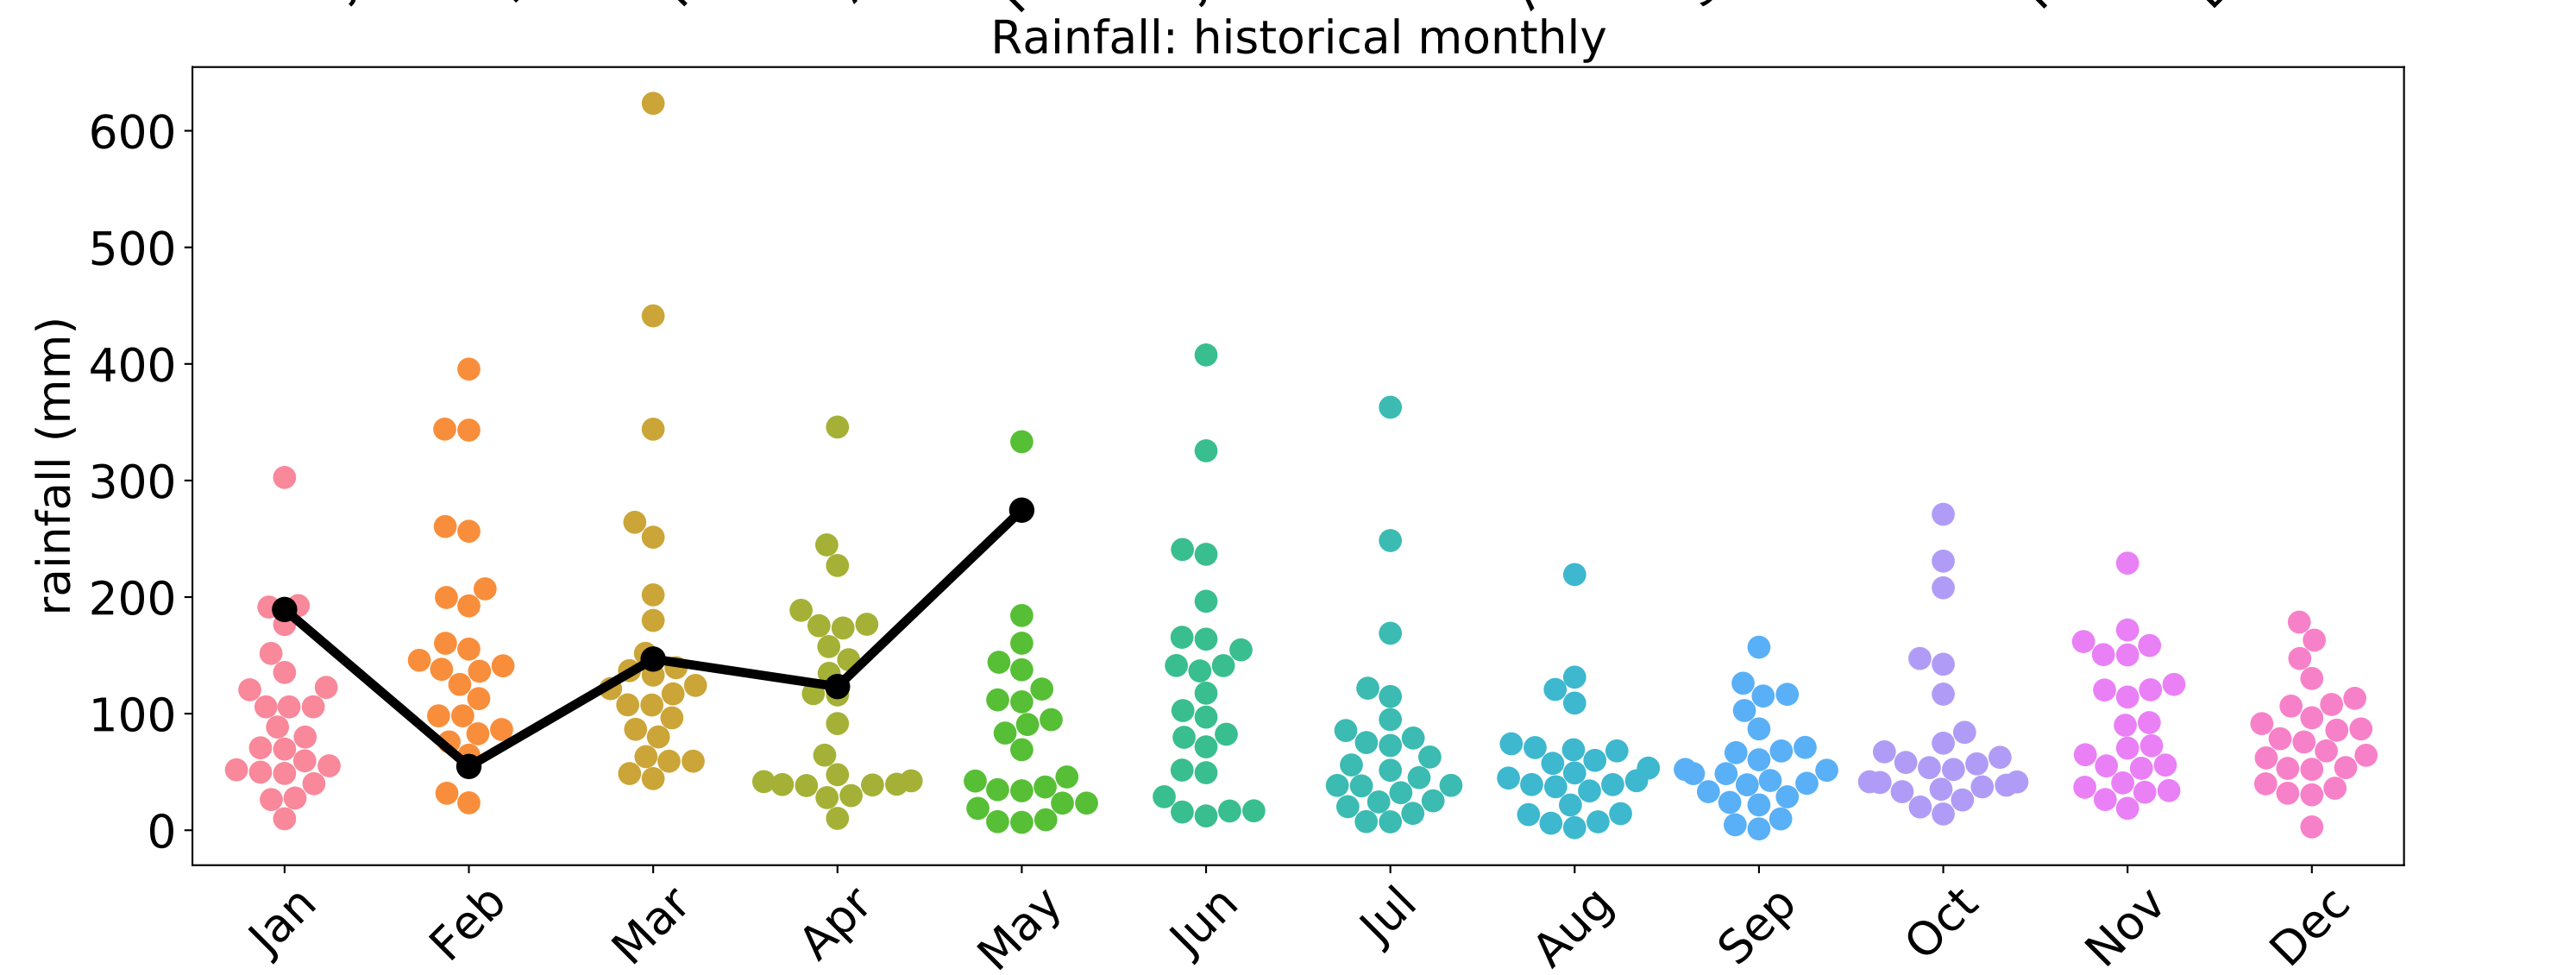 Rainfall: historical monthly
rainfall (mm)
600
500
400
300
200
100
0
Jan
Feb
Mar
Apr
May
Jun
Jul
Aug
Sep
Oct
Nov
Dec